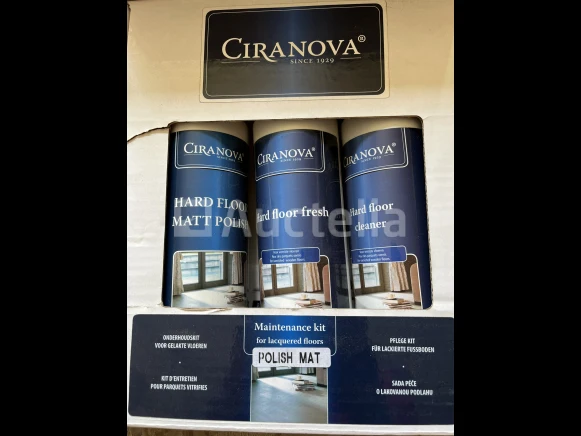 CIRANOVA®
SINCE 1929
CIRANOVA
HARD FLOOR
MATT POLISH
CIRANOVA®
Hard floor fresh
CIRANOVA®
Hard floor
cleaner
Auctelia
Maintenance kit
for lacquered floors
POLISH MAT
ONDERHOUDSKIT
VOOR GELAKTE VLOEREN
•
KIT D'ENTRETIEN
POUR PARQUETS VITRIFIES
PFLEGE KIT
FÜR LACKIERTE FUSSBODEN
•
SADA PÉČE
O LAKOVANOU PODLAHU